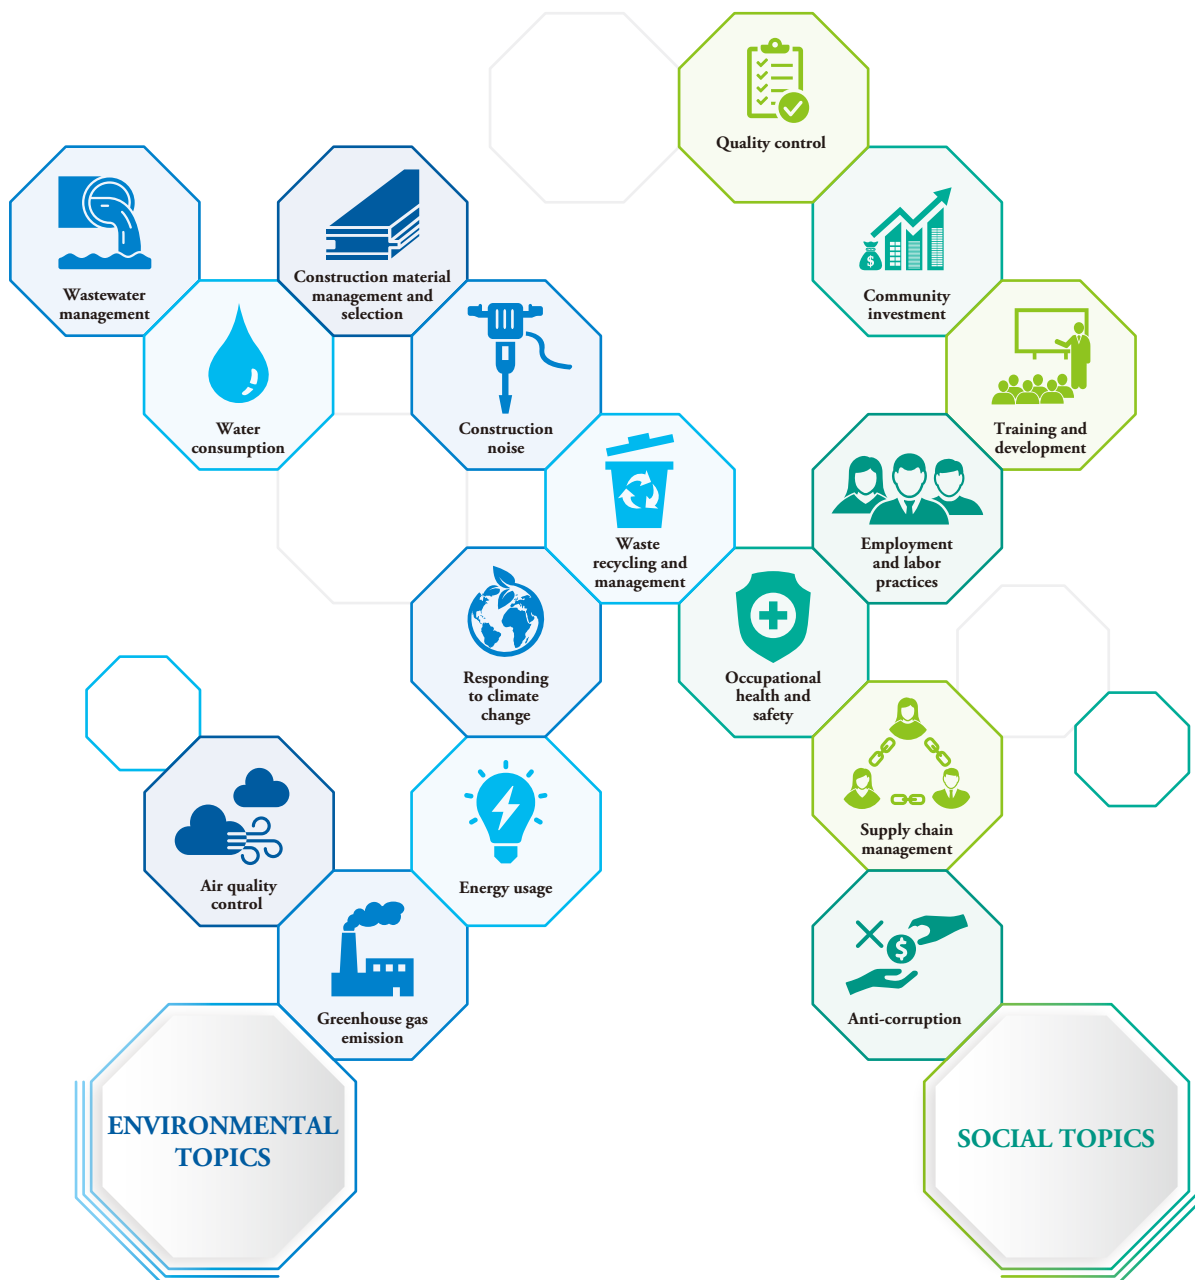 Quality control
Wastewater
management
Construction material
management and
selection
Community
investment
Water
consumption
Construction
noise
Training and
development
Waste
recycling and
management
Employment
and labor
practices
Responding
to climate
change
Occupational
health and
safety
Supply chain
management
Air quality
control
Energy usage
Greenhouse gas
emission
Anti-corruption
ENVIRONMENTAL
TOPICS
SOCIAL TOPICS